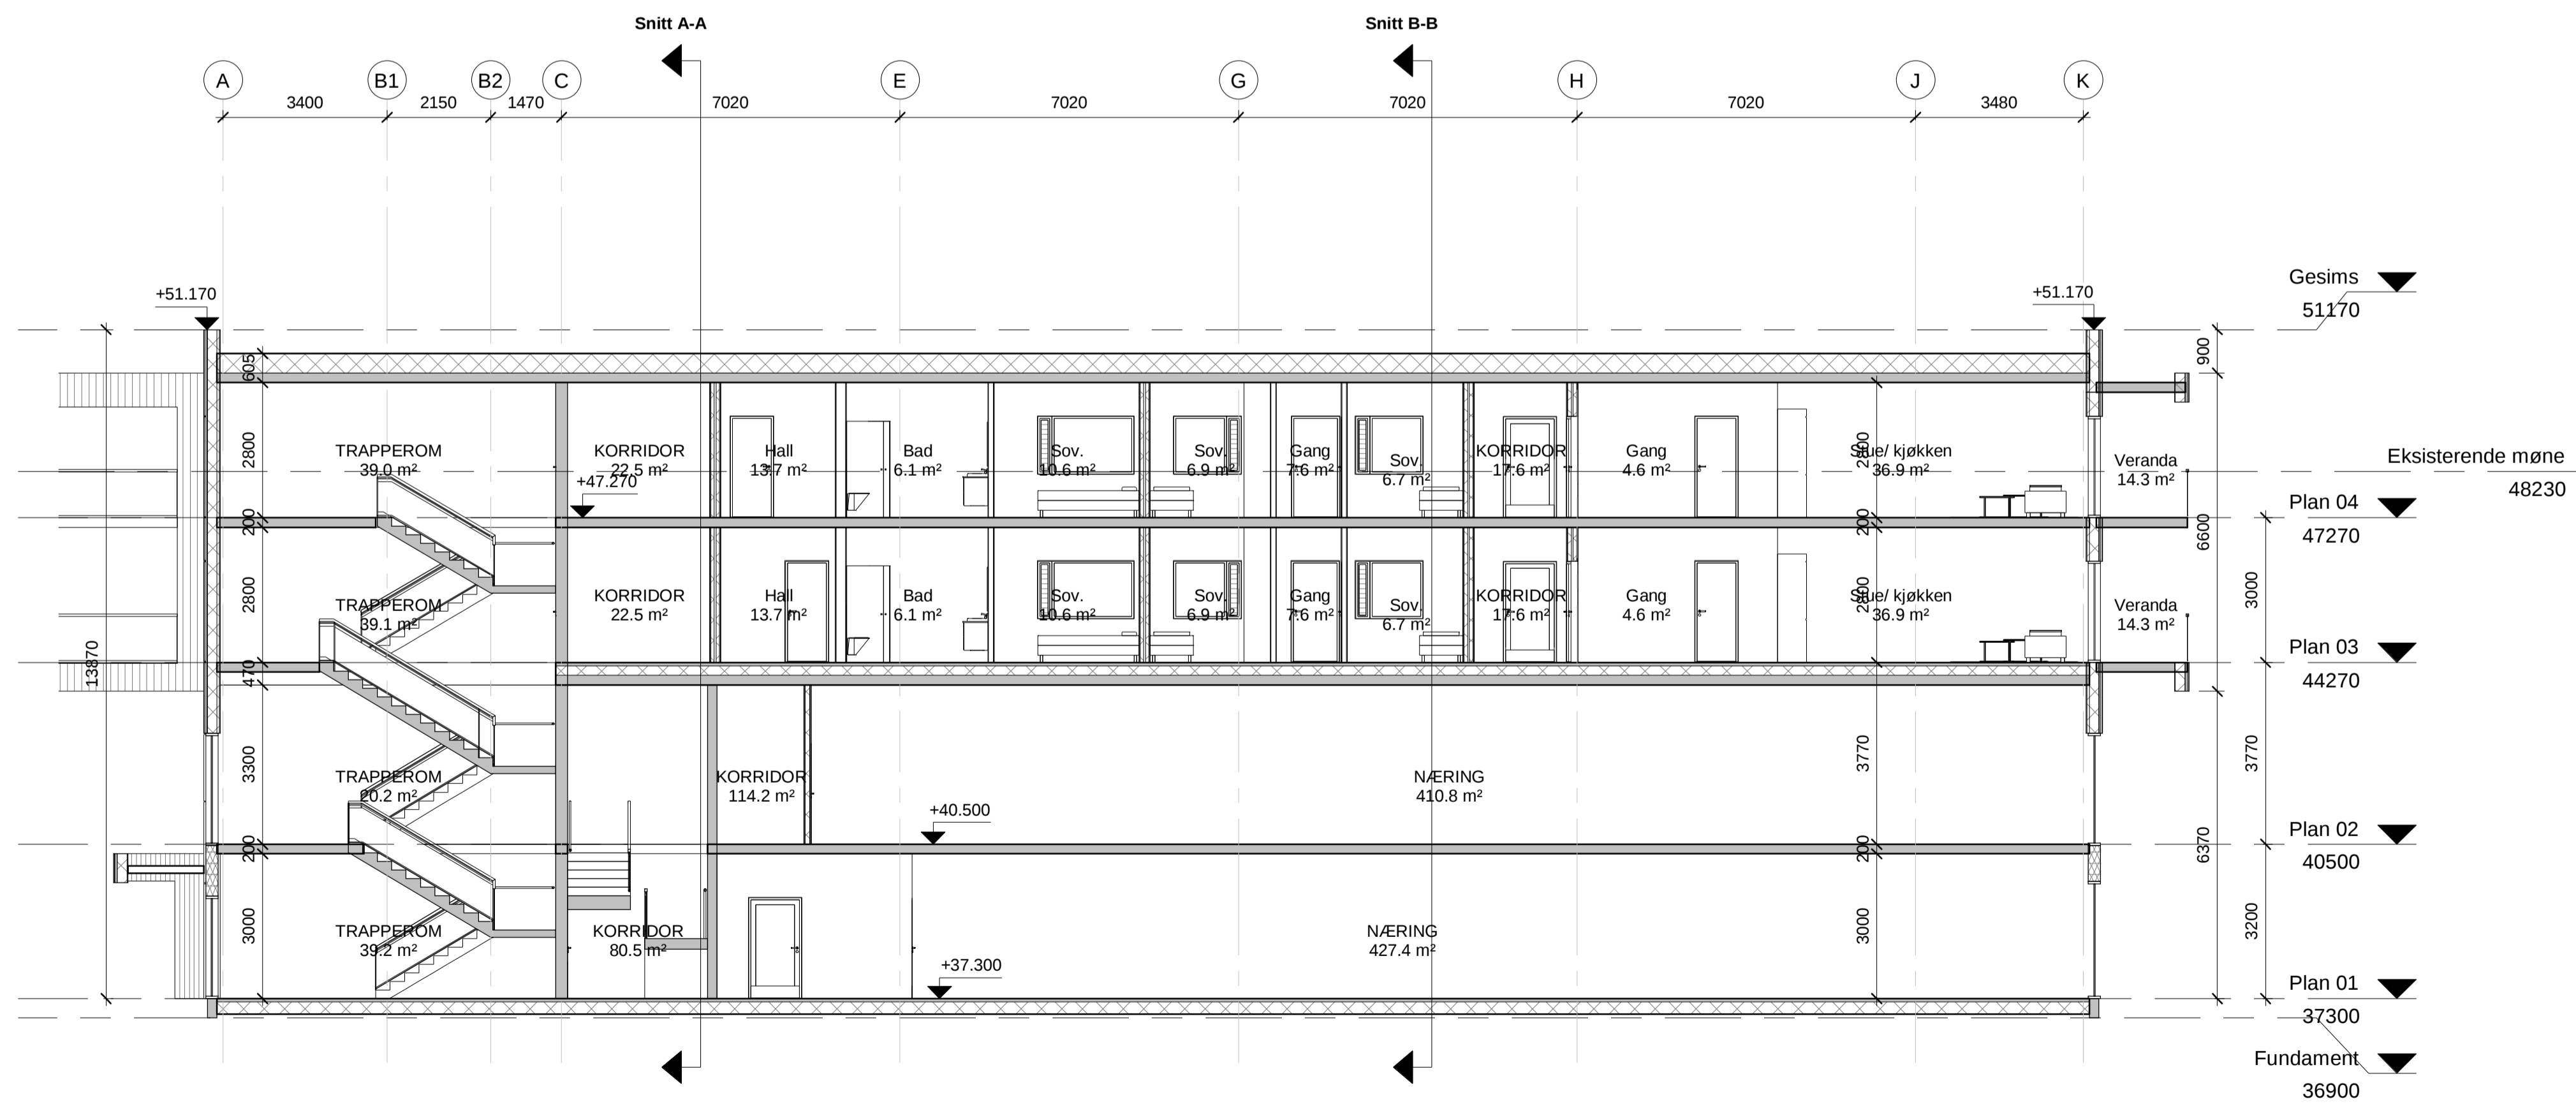 Snitt A-A
Snitt B-B
A
B1
B2
C
E
G
H
J
K
3400
2150
1470
7020
7020
7020
7020
3480
Gesims
51170
+51.170
+51.170
900
605
Eksisterende møne
48230
TRAPPEROM
39.0 m²
KORRIDOR
22.5 m²
Hall
13.7 m²
Bad
6.1 m²
Sov.
10.6 m²
Sov.
6.9 m²
Gang
7.6 m²
Sov.
6.7 m²
KORRIDOR
17.6 m²
Gang
4.6 m²
Stue/ kjøkken
36.9 m²
Veranda
14.3 m²
2800
2800
+47.270
Plan 04
47270
200
200
6600
TRAPPEROM
39.1 m²
KORRIDOR
22.5 m²
Hall
13.7 m²
Bad
6.1 m²
Sov.
10.6 m²
Sov.
6.9 m²
Gang
7.6 m²
Sov.
6.7 m²
KORRIDOR
17.6 m²
Gang
4.6 m²
Stue/ kjøkken
36.9 m²
Veranda
14.3 m²
2800
2800
3000
13870
470
Plan 03
44270
3300
TRAPPEROM
20.2 m²
KORRIDOR
114.2 m²
NÆRING
410.8 m²
3770
3770
+40.500
Plan 02
40500
200
200
6370
3000
TRAPPEROM
39.2 m²
KORRIDOR
80.5 m²
NÆRING
427.4 m²
3000
3200
+37.300
Plan 01
37300
Fundament
36900